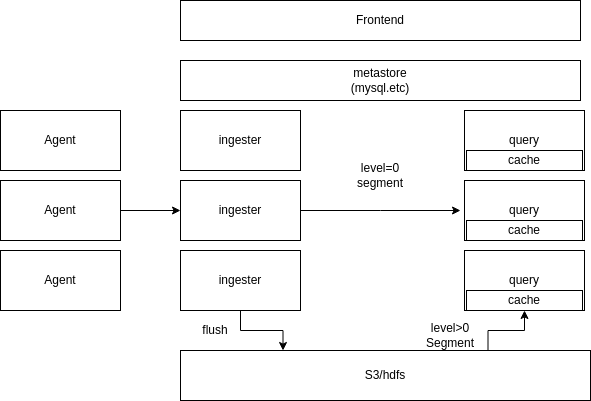 Frontend
metastore
(mysql.etc)
Agent
ingester
query
cache
level=0
segment
Agent
ingester
query
cache
Agent
ingester
query
cache
flush
level>0
Segment
S3/hdfs